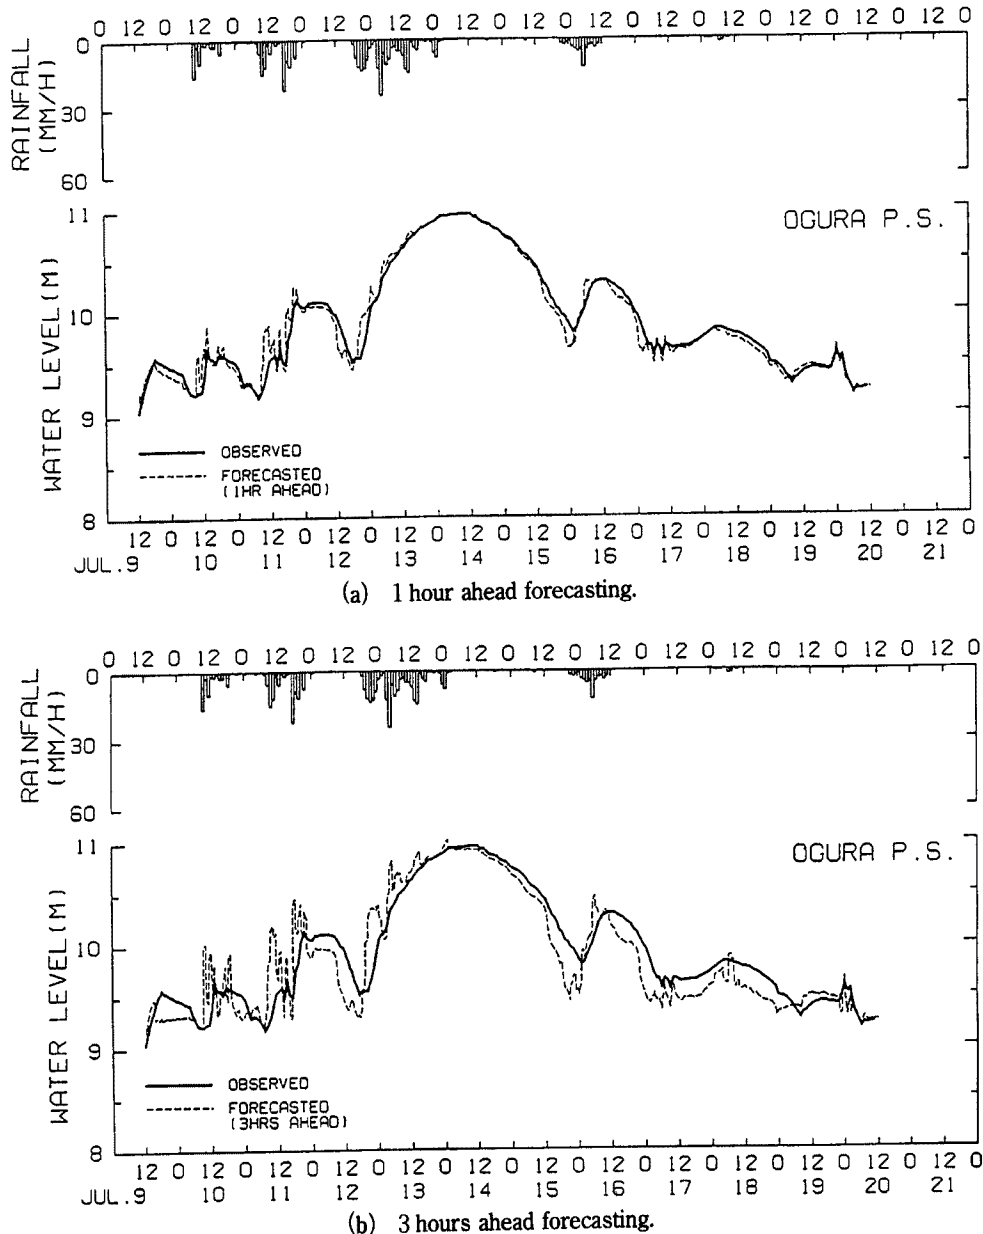 0 12 0 12 0 12 0 12 0 12 0 12 0 12 0 12 0 12 0 12 0 12 0 12 0 12 0
RAINFALL
(MM/H)
0
30
60
OGURA P.S.
WATER LEVEL(M)
11
10
9
8
OBSERVED
FORECASTED
(1HR AHEAD)
12 0 12 0 12 0 12 0 12 0 12 0 12 0 12 0 12 0 12 0 12 0 12 0 12 0
JUL.9 10 11 12 13 14 15 16 17 18 19 20 21
(a) 1 hour ahead forecasting.
0 12 0 12 0 12 0 12 0 12 0 12 0 12 0 12 0 12 0 12 0 12 0 12 0 12 0
RAINFALL
(MM/H)
0
30
60
OGURA P.S.
WATER LEVEL(M)
11
10
9
8
OBSERVED
FORECASTED
(3HRS AHEAD)
12 0 12 0 12 0 12 0 12 0 12 0 12 0 12 0 12 0 12 0 12 0 12 0 12 0
JUL.9 10 11 12 13 14 15 16 17 18 19 20 21
(b) 3 hours ahead forecasting.